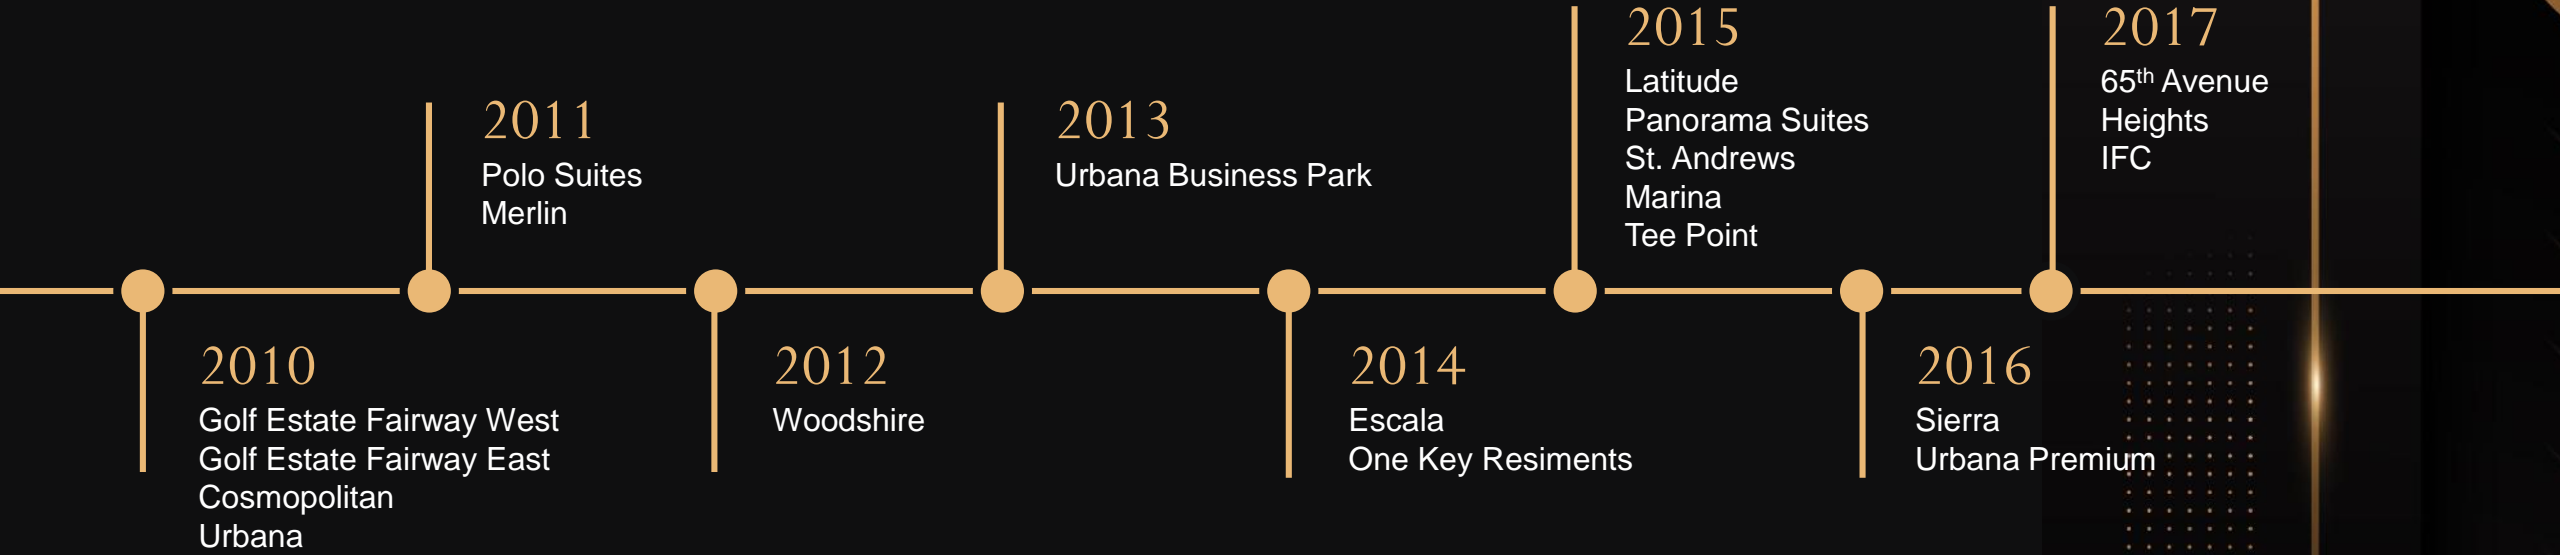 2010
Golf Estate Fairway West
Golf Estate Fairway East
Cosmopolitan
Urbana
2011
Polo Suites
Merlin
2012
Woodshire
2013
Urbana Business Park
2014
Escala
One Key Resiments
2015
Latitude
Panorama Suites
St. Andrews
Marina
Tee Point
2016
Sierra
Urbana Premium
2017
65th Avenue
Heights
IFC